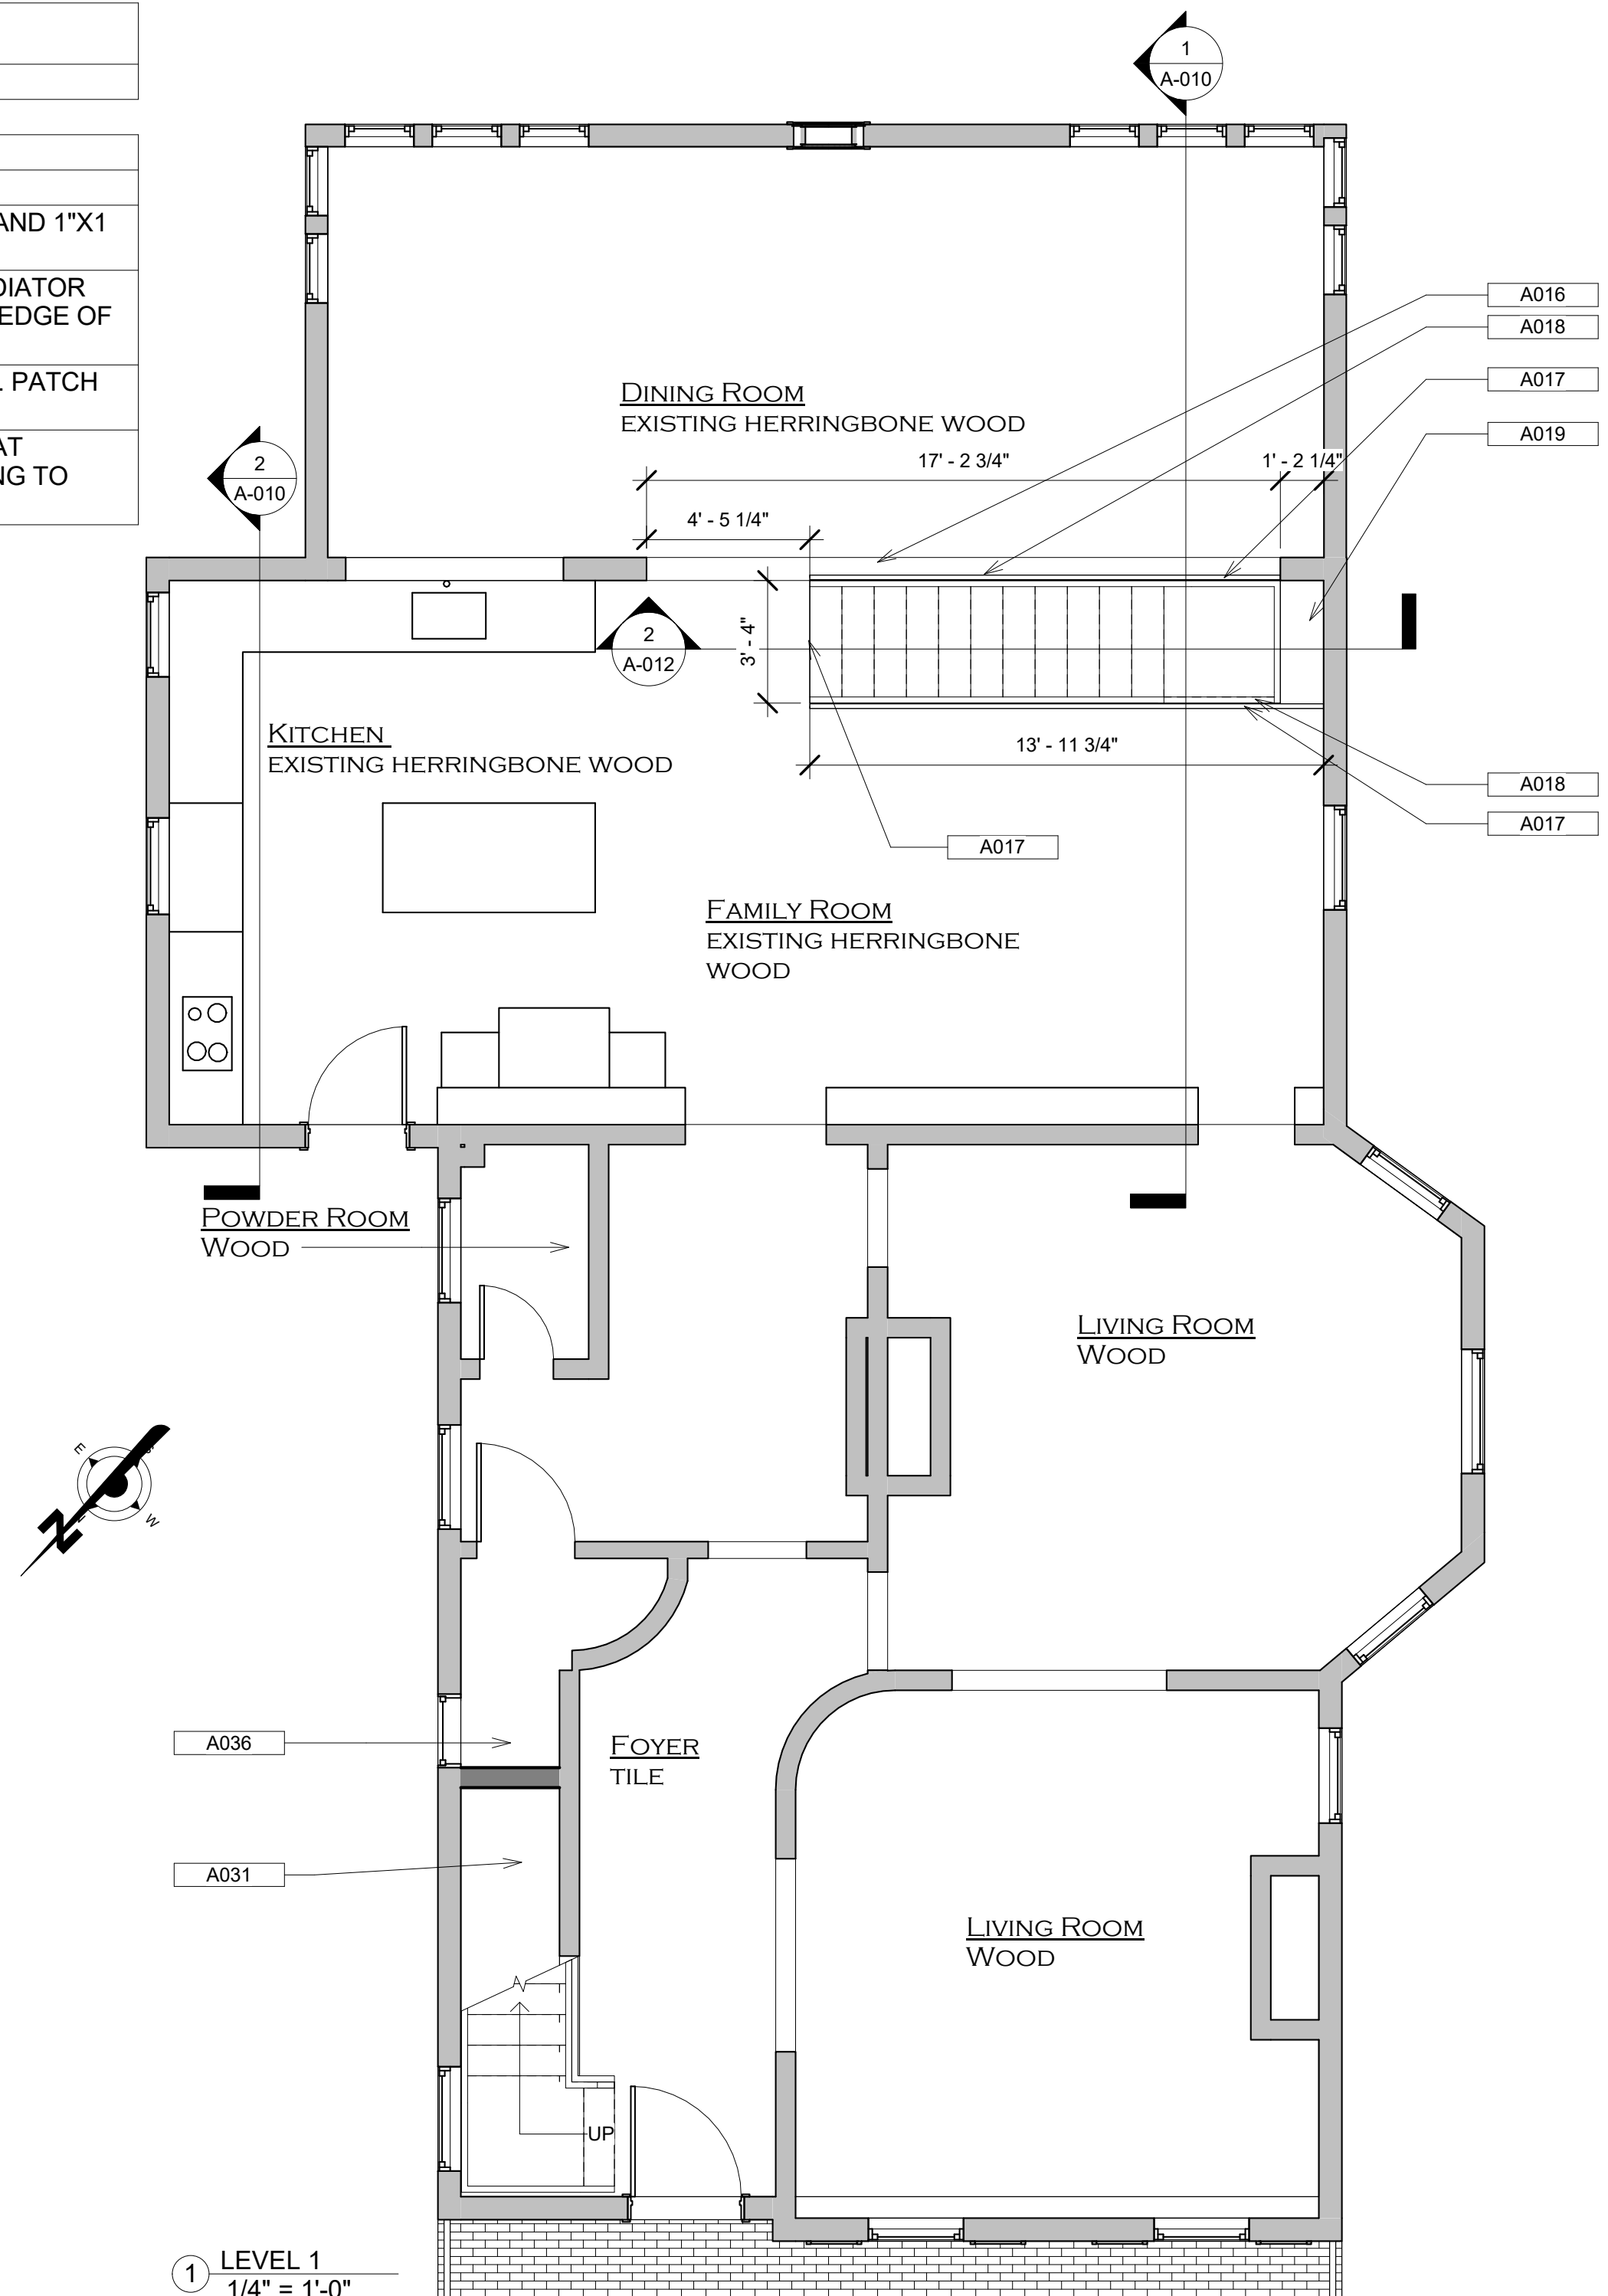 AND 1"X1
DIATOR
EDGE OF
PATCH
AT
NG TO
1
A-010
A016
A018
A017
A019
DINING ROOM
EXISTING HERRINGBONE WOOD
17' - 2 3/4"
1' - 2 1/4"
4' - 5 1/4"
2
A-010
3' - 4"
2
A-012
KITCHEN
EXISTING HERRINGBONE WOOD
13' - 11 3/4"
A018
A017
A017
FAMILY ROOM
EXISTING HERRINGBONE
WOOD
POWDER ROOM
WOOD
LIVING ROOM
WOOD
E
W
N
A036
FOYER
TILE
A031
LIVING ROOM
WOOD
UP
1
LEVEL 1
1/4" = 1'-0"